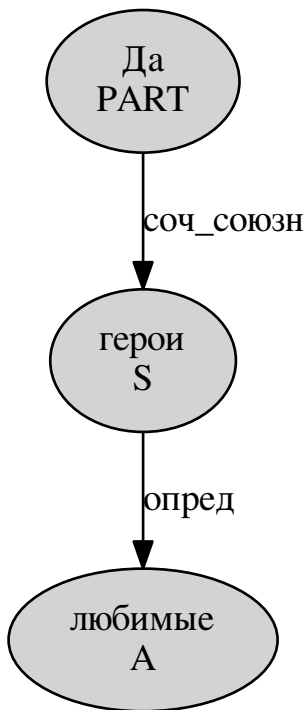 Да
PART
соч_союзн
герои
S
опред
любимые
A